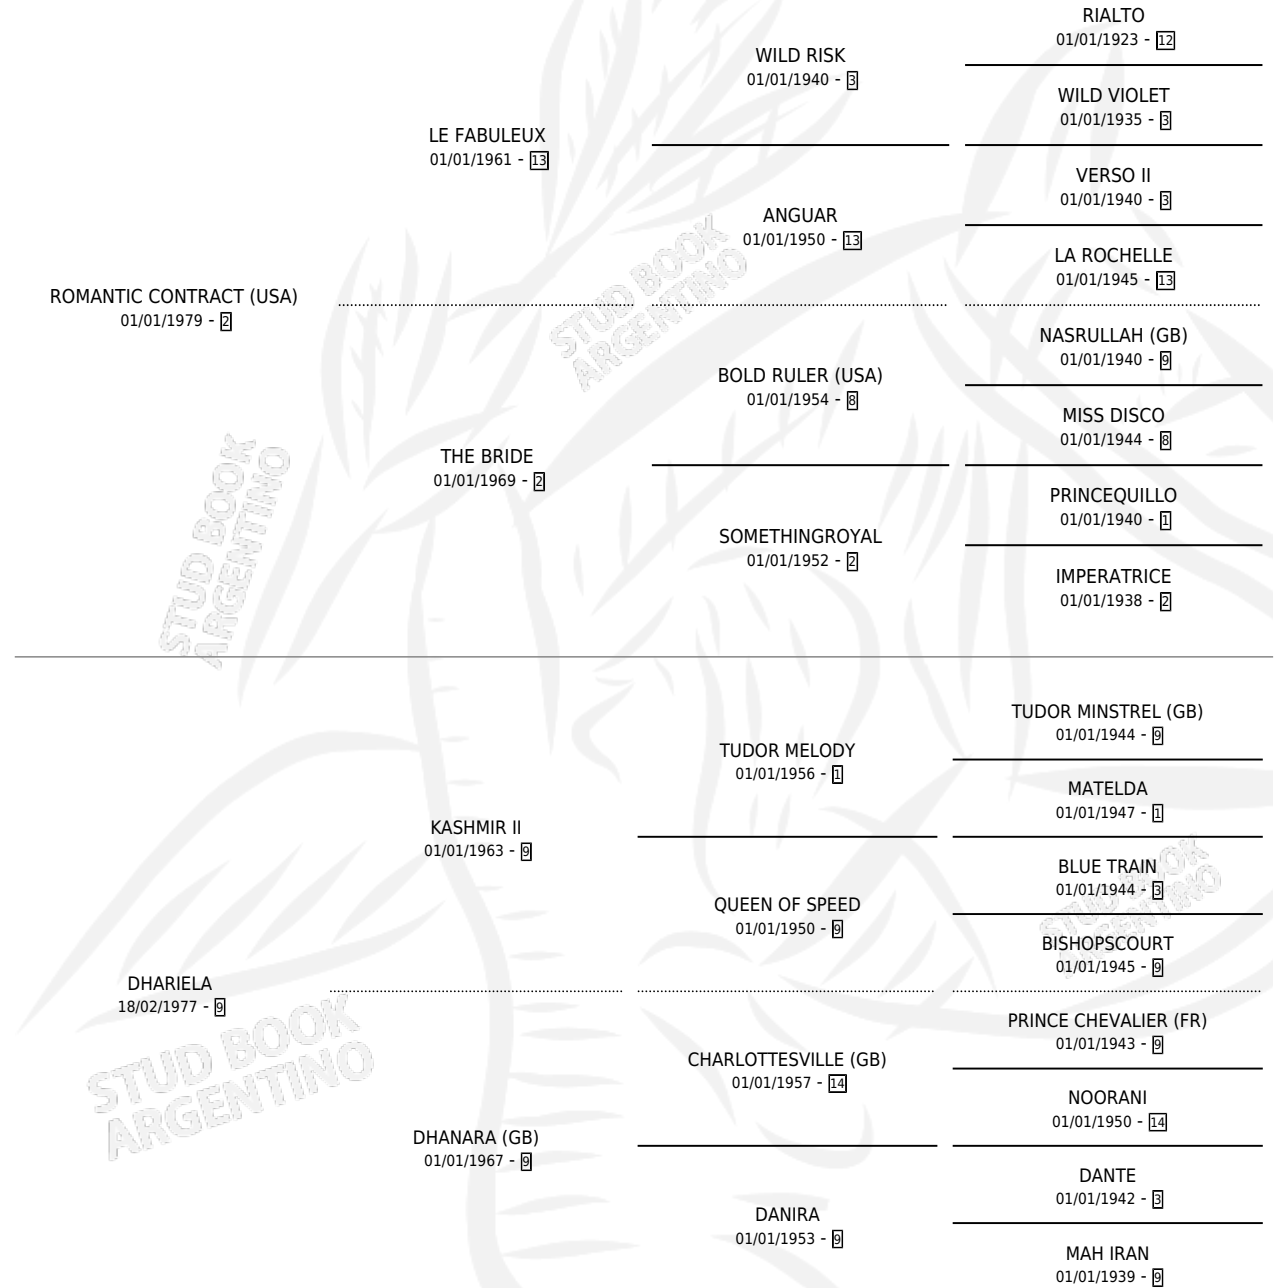 RIALTO
01/01/1923 - 12
WILD RISK
01/01/1940 - 3
WILD VIOLET
01/01/1935 - 3
LE FABULEUX
01/01/1961 - 13
VERSO II
01/01/1940 - 3
ANGUAR
01/01/1950 - 13
LA ROCHELLE
01/01/1945 - 13
ROMANTIC CONTRACT (USA)
01/01/1979 - 2
NASRULLAH (GB)
01/01/1940 - 9
BOLD RULER (USA)
01/01/1954 - 8
MISS DISCO
01/01/1944 - 8
THE BRIDE
01/01/1969 - 2
PRINCEQUILLO
01/01/1940 - 1
SOMETHINGROYAL
01/01/1952 - 2
IMPERATRICE
01/01/1938 - 2
TUDOR MINSTREL (GB)
01/01/1944 - 9
TUDOR MELODY
01/01/1956 - 1
MATELDA
01/01/1947 - 1
KASHMIR II
01/01/1963 - 9
BLUE TRAIN
01/01/1944 - 3
QUEEN OF SPEED
01/01/1950 - 9
BISHOPSCOURT
01/01/1945 - 9
DHARIELA
18/02/1977 - 9
PRINCE CHEVALIER (FR)
01/01/1943 - 9
CHARLOTTESVILLE (GB)
01/01/1957 - 14
NOORANI
01/01/1950 - 14
DHANARA (GB)
01/01/1967 - 9
DANTE
01/01/1942 - 3
DANIRA
01/01/1953 - 9
MAH IRAN
01/01/1939 - 9
STUD BOOK
ARGENTINO
STUD BOOK
ARGENTINO
STUD BOOK
ARGENTINO
STUD BOOK
ARGENTINO